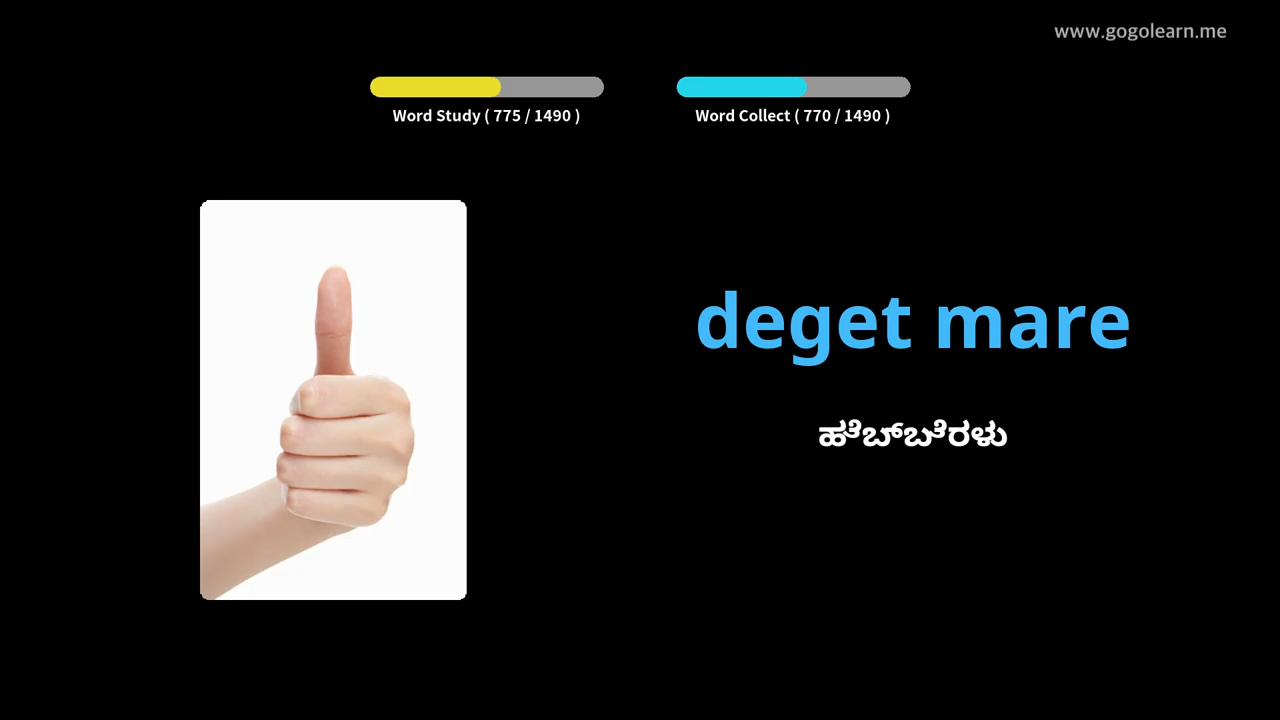 www.gogolearn.me
Word Study ( 775 / 1490 )
Word Collect ( 770 / 1490 )
deget mare
ಹೆಬ್ಬೆರಳು